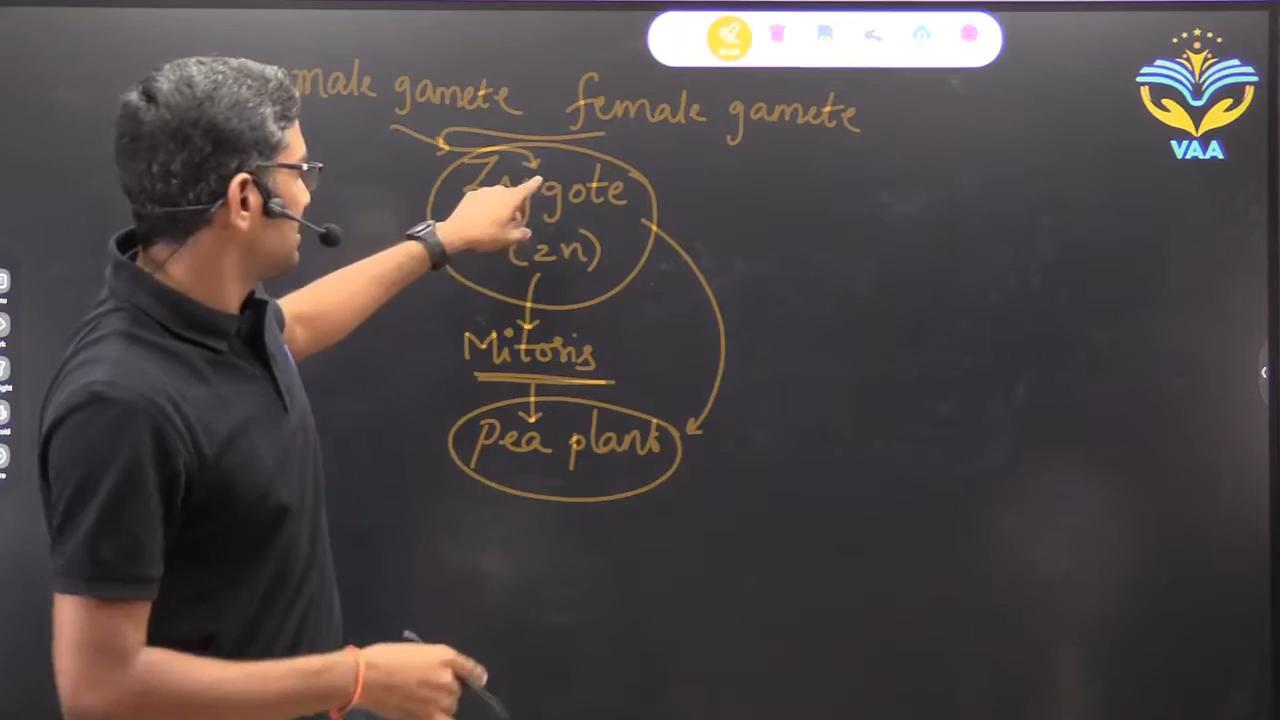 male gamete female gamete
Zygote
(2n)
Mitosis
Pea plant
VAA